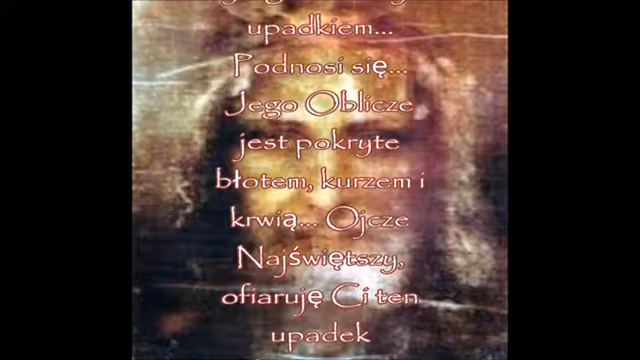 upadkiem...
Podnosi się...
Jego Oblicze
jest pokryte
błotem, kurzem i
krwią... Ojcze
Najświętszy,
ofiaruję Ci ten
upadek